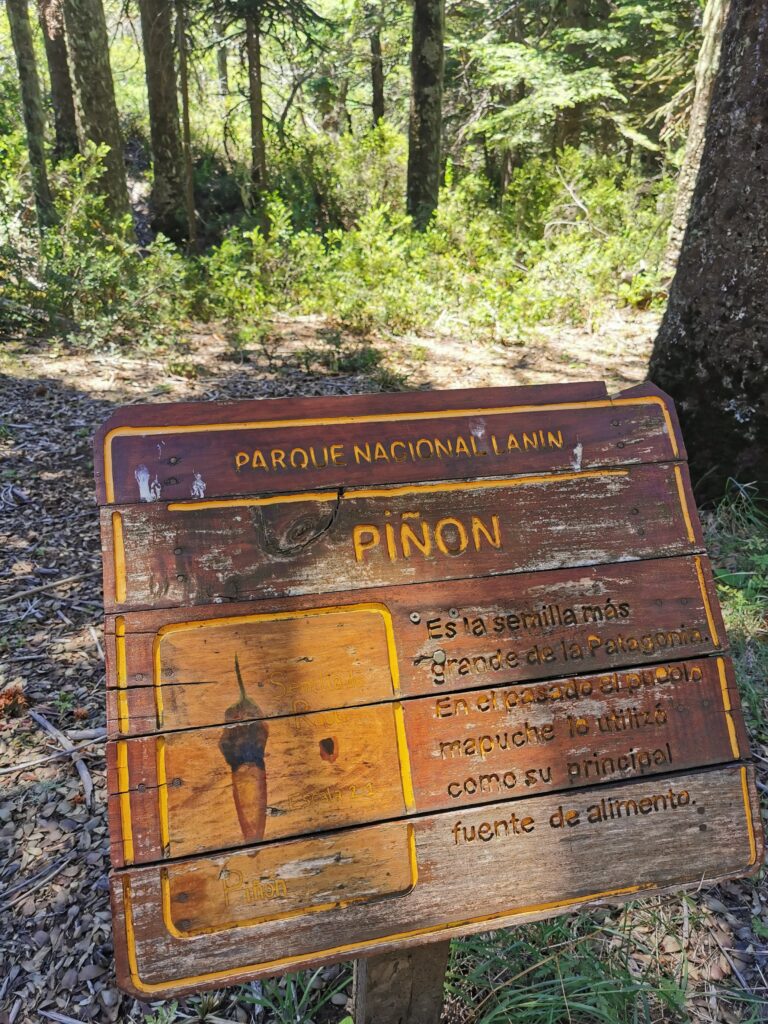 PARQUE NACIONAL LANIN
PIÑON
Es la semilla más
grande de la Patagonia.
En el pasado el pueblo
mapuche lo utilizó
como su principal
fuente de alimento.
Piñon